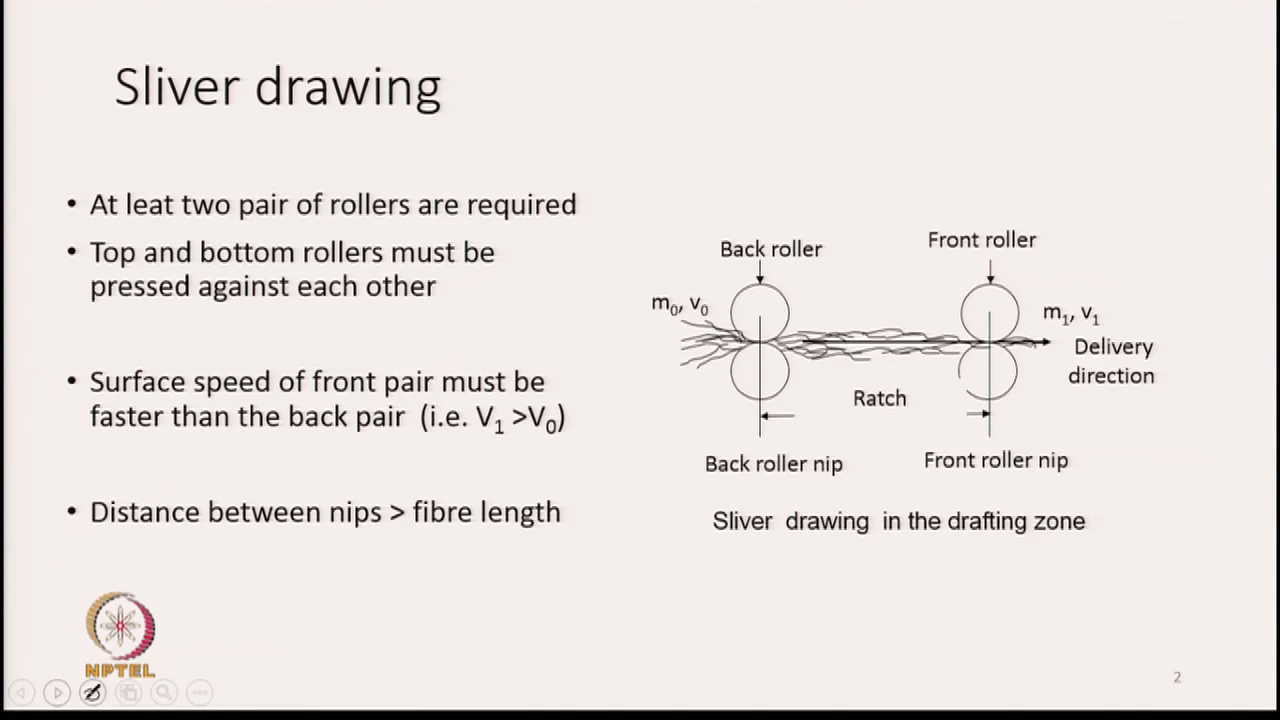 Sliver drawing
• At leat two pair of rollers are required
• Top and bottom rollers must be
pressed against each other
• Surface speed of front pair must be
faster than the back pair (i.e. V₁ >V₀)
• Distance between nips > fibre length
Back roller
Front roller
m₀, v₀
m₁, v₁
Delivery
direction
Ratch
Back roller nip
Front roller nip
Sliver drawing in the drafting zone
NPTEL
2